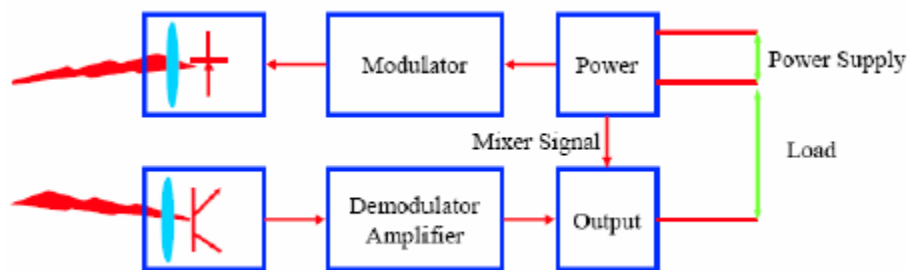 Modulator
Power
Power Supply
Mixer Signal
Load
Demodulator
Amplifier
Output